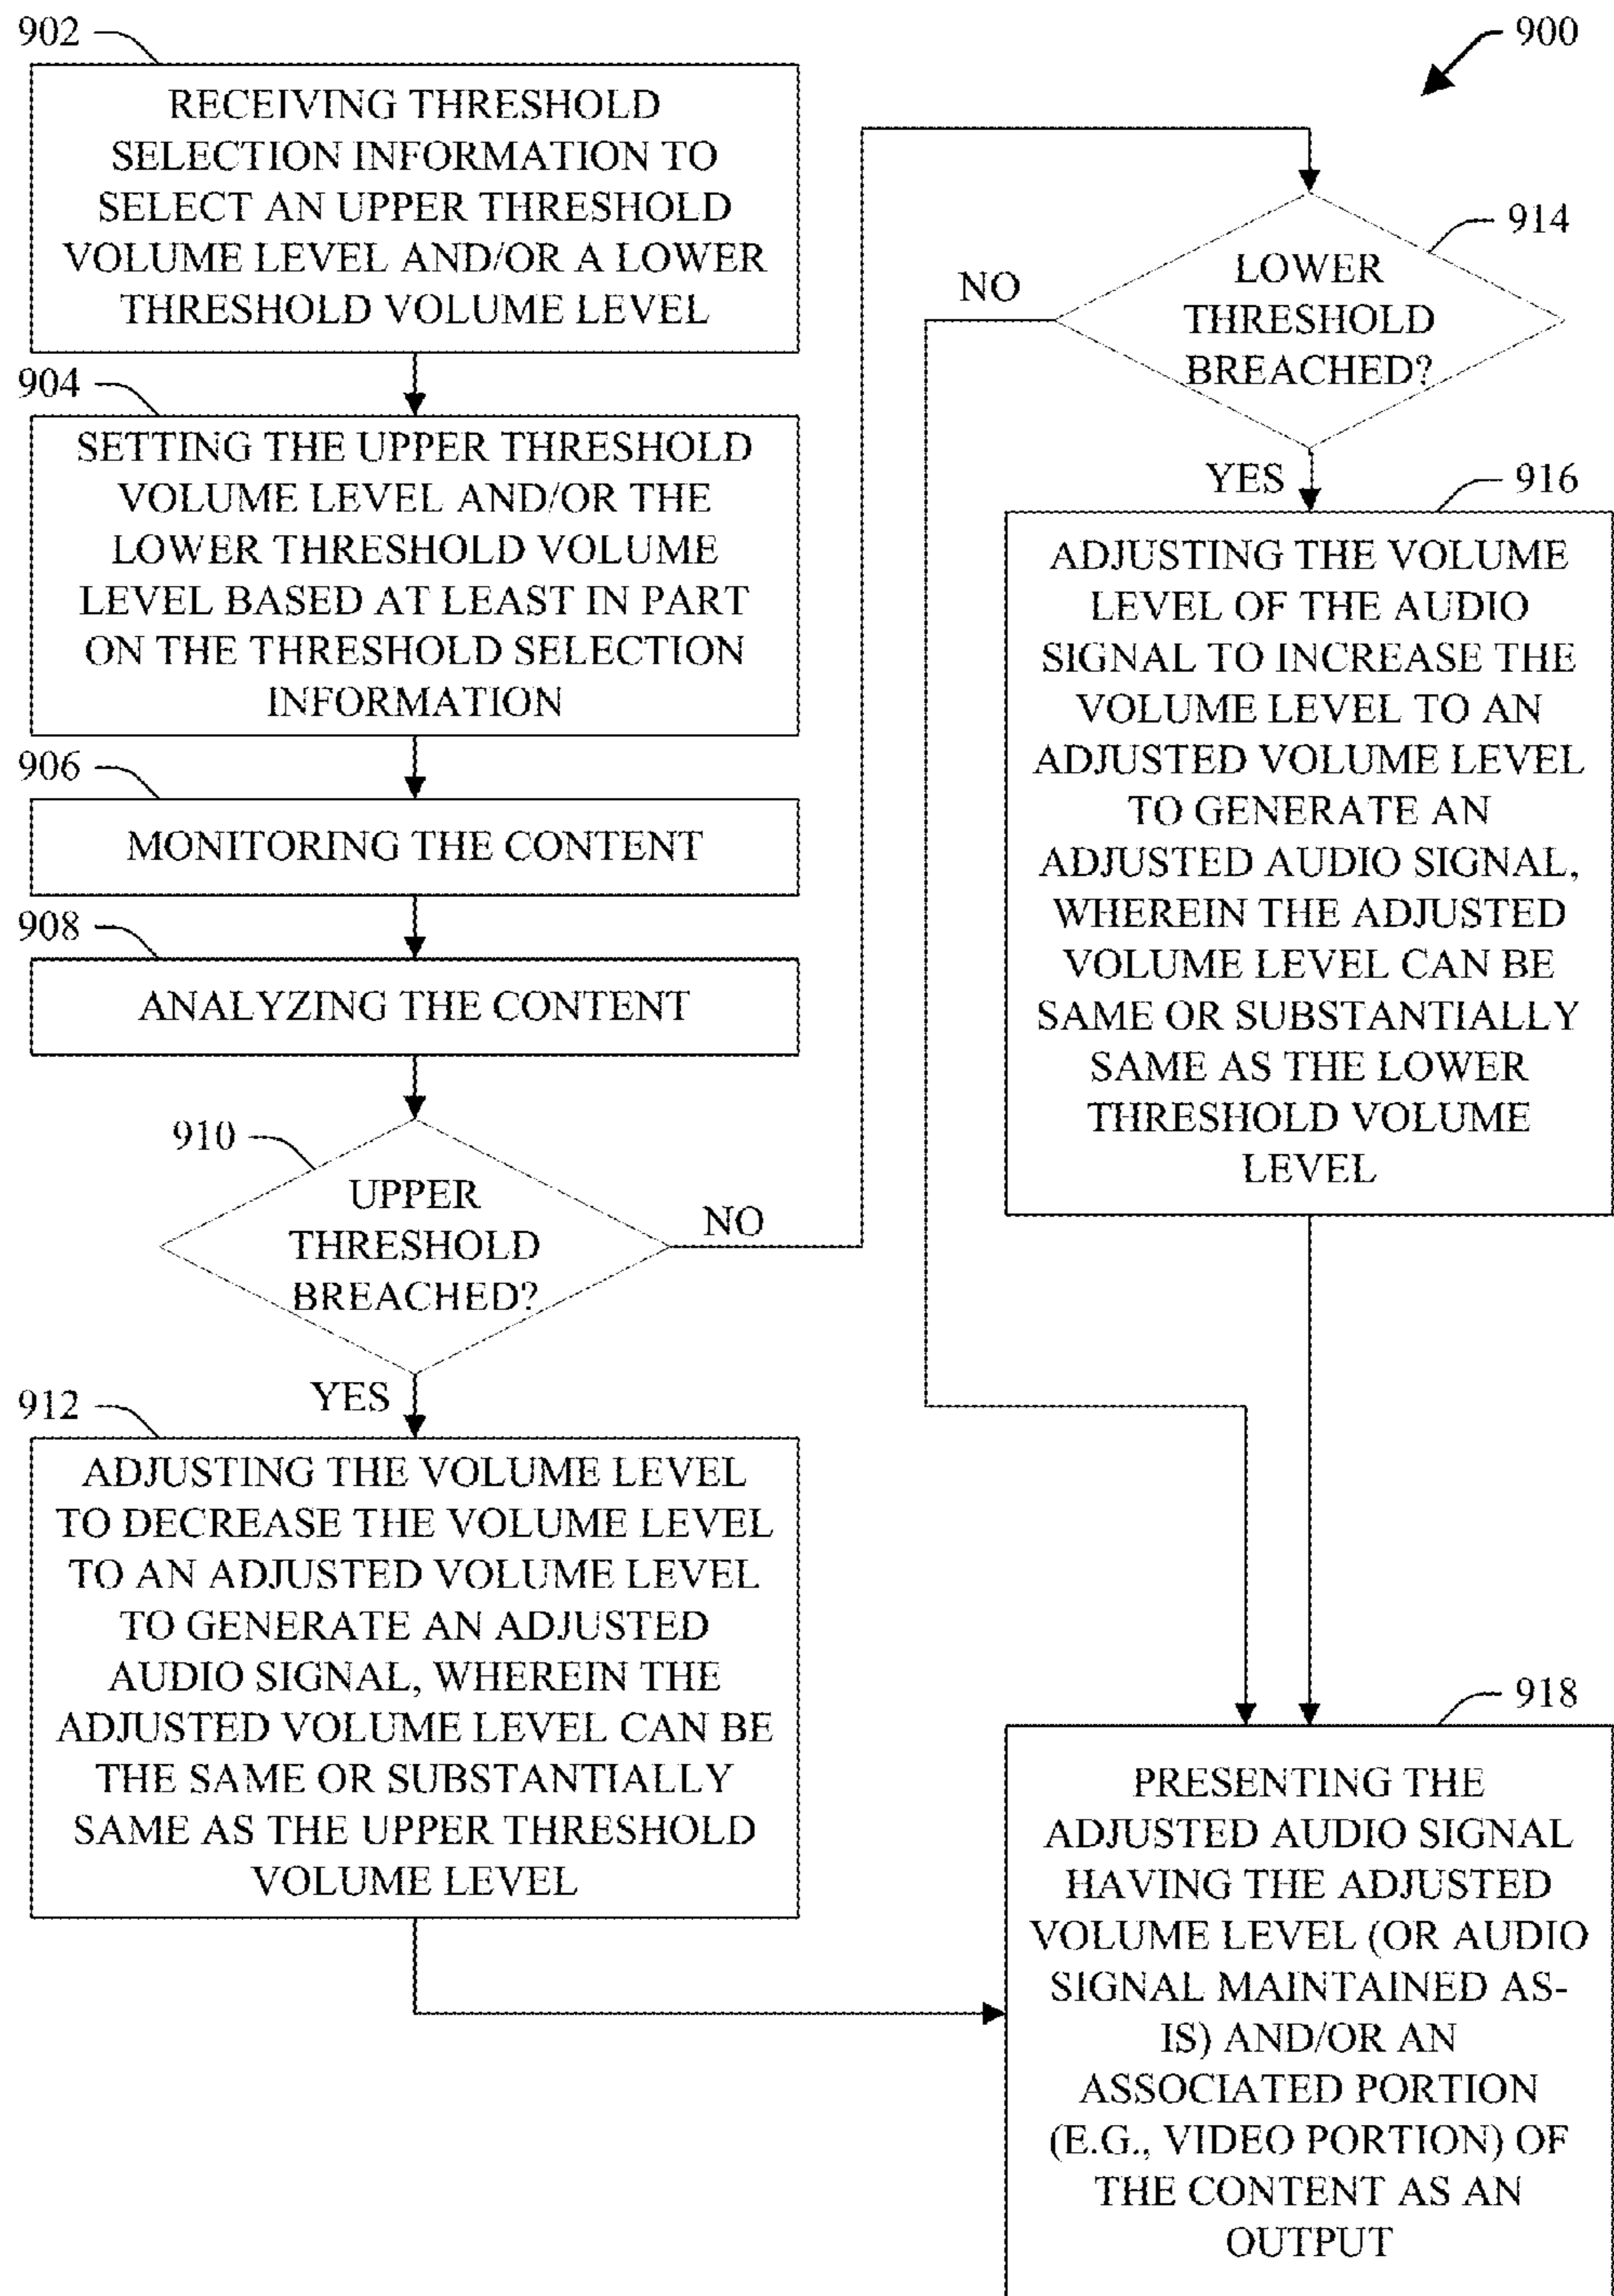 900
902
RECEIVING THRESHOLD
SELECTION INFORMATION TO
SELECT AN UPPER THRESHOLD
VOLUME LEVEL AND/OR A LOWER
THRESHOLD VOLUME LEVEL
904
SETTING THE UPPER THRESHOLD
VOLUME LEVEL AND/OR THE
LOWER THRESHOLD VOLUME
LEVEL BASED AT LEAST IN PART
ON THE THRESHOLD SELECTION
INFORMATION
906
MONITORING THE CONTENT
908
ANALYZING THE CONTENT
910
UPPER
THRESHOLD
BREACHED?
NO
YES
912
ADJUSTING THE VOLUME LEVEL
TO DECREASE THE VOLUME LEVEL
TO AN ADJUSTED VOLUME LEVEL
TO GENERATE AN ADJUSTED
AUDIO SIGNAL, WHEREIN THE
ADJUSTED VOLUME LEVEL CAN BE
THE SAME OR SUBSTANTIALLY
SAME AS THE UPPER THRESHOLD
VOLUME LEVEL
914
LOWER
THRESHOLD
BREACHED?
NO
YES
916
ADJUSTING THE VOLUME
LEVEL OF THE AUDIO
SIGNAL TO INCREASE THE
VOLUME LEVEL TO AN
ADJUSTED VOLUME LEVEL
TO GENERATE AN
ADJUSTED AUDIO SIGNAL,
WHEREIN THE ADJUSTED
VOLUME LEVEL CAN BE
SAME OR SUBSTANTIALLY
SAME AS THE LOWER
THRESHOLD VOLUME
LEVEL
918
PRESENTING THE
ADJUSTED AUDIO SIGNAL
HAVING THE ADJUSTED
VOLUME LEVEL (OR AUDIO
SIGNAL MAINTAINED AS-
IS) AND/OR AN
ASSOCIATED PORTION
(E.G., VIDEO PORTION) OF
THE CONTENT AS AN
OUTPUT